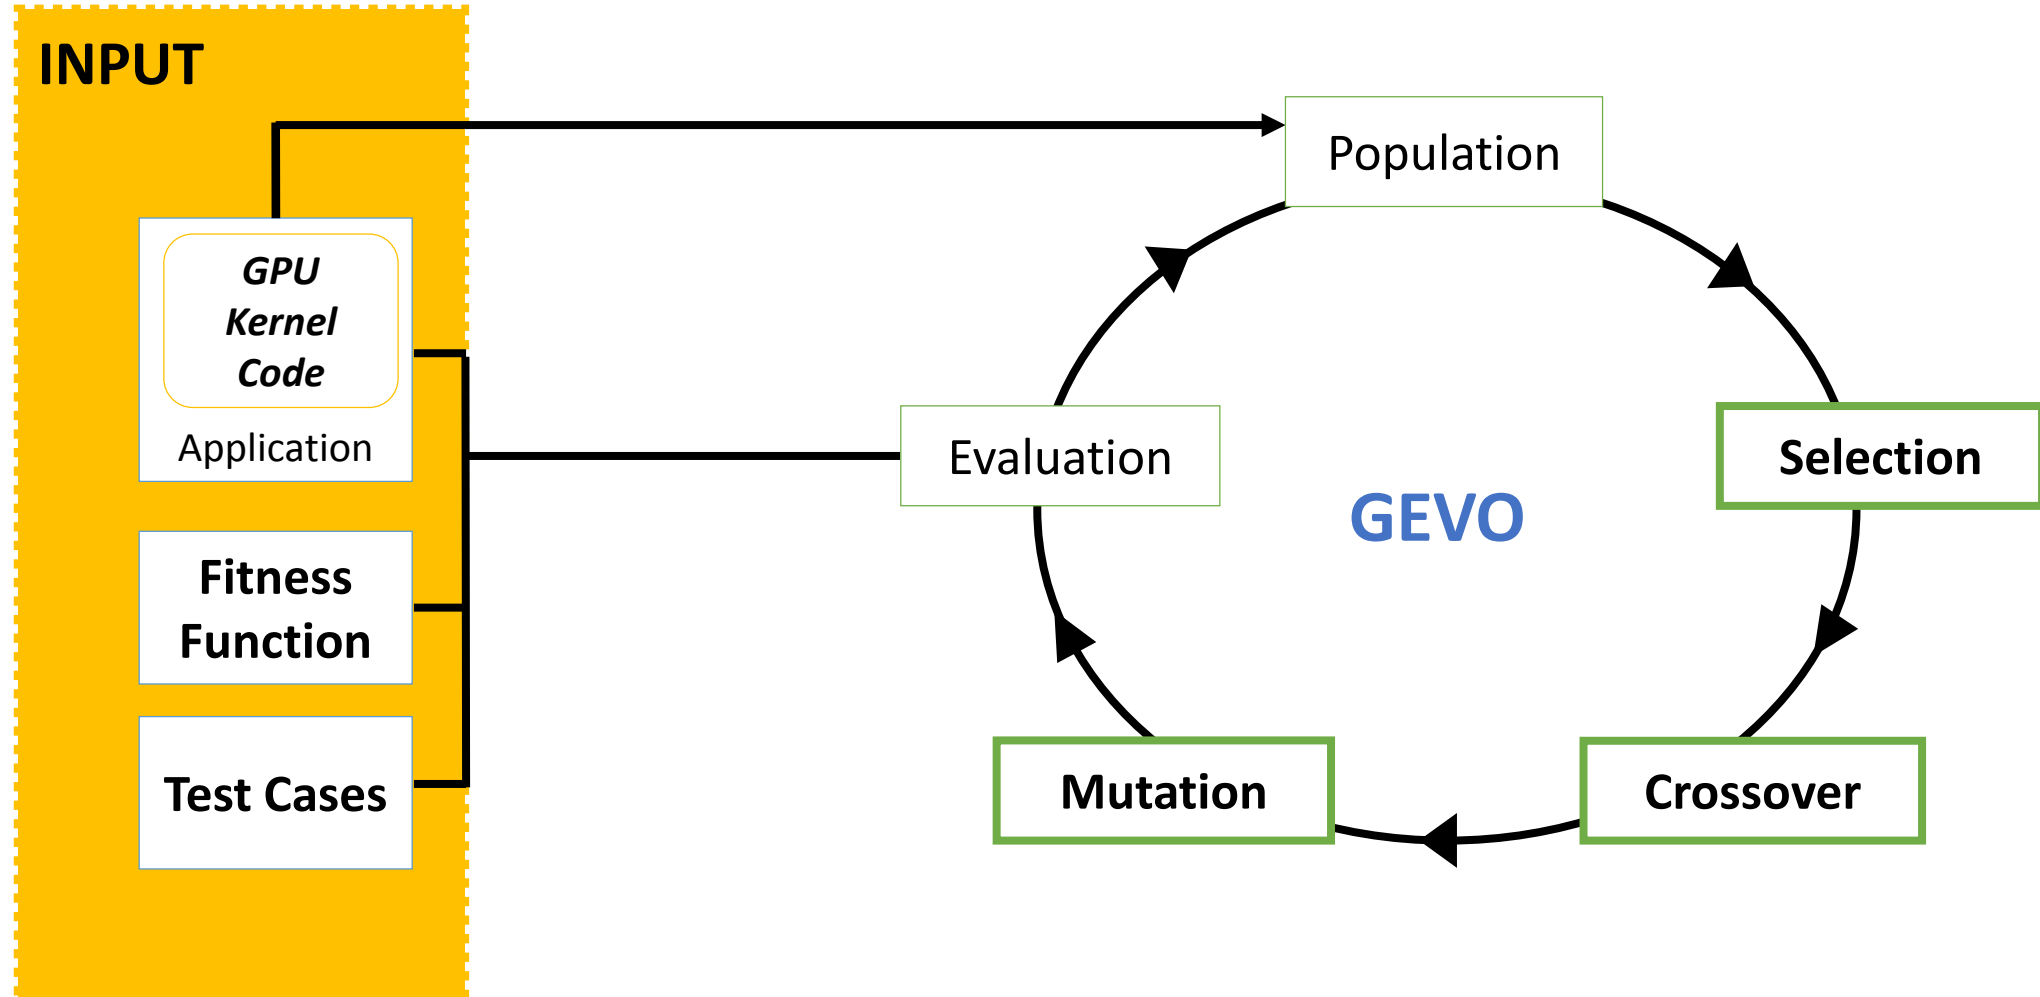 INPUT
GPU
Kernel
Code
Application
Fitness
Function
Test Cases
Population
Evaluation
Selection
GEVO
Mutation
Crossover